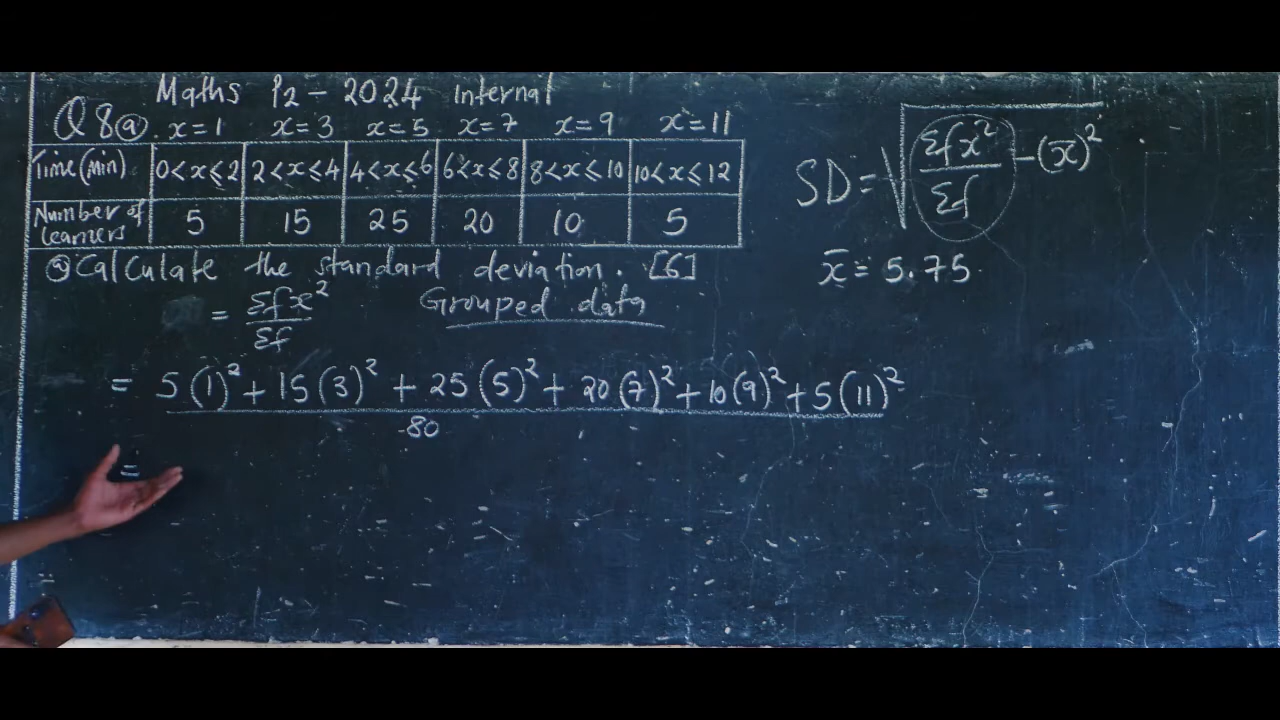 Maths P2 - 2024 Internal
Q8ⓐ. x=1 x=3 x=5 x=7 x=9 x=11
Time(Min) 0<x≤2 2<x≤4 4<x≤6 6<x≤8 8<x≤10 10<x≤12
Number of learners 5 15 25 20 10 5
ⓐ Calculate the standard deviation. [6]
= Σfx²/Σf Grouped data
= 5(1)² + 15(3)² + 25(5)² + 20(7)² + 10(9)² + 5(11)²
80
=
SD = √(Σfx²/Σf - (x̄)²)
x̄ = 5.75